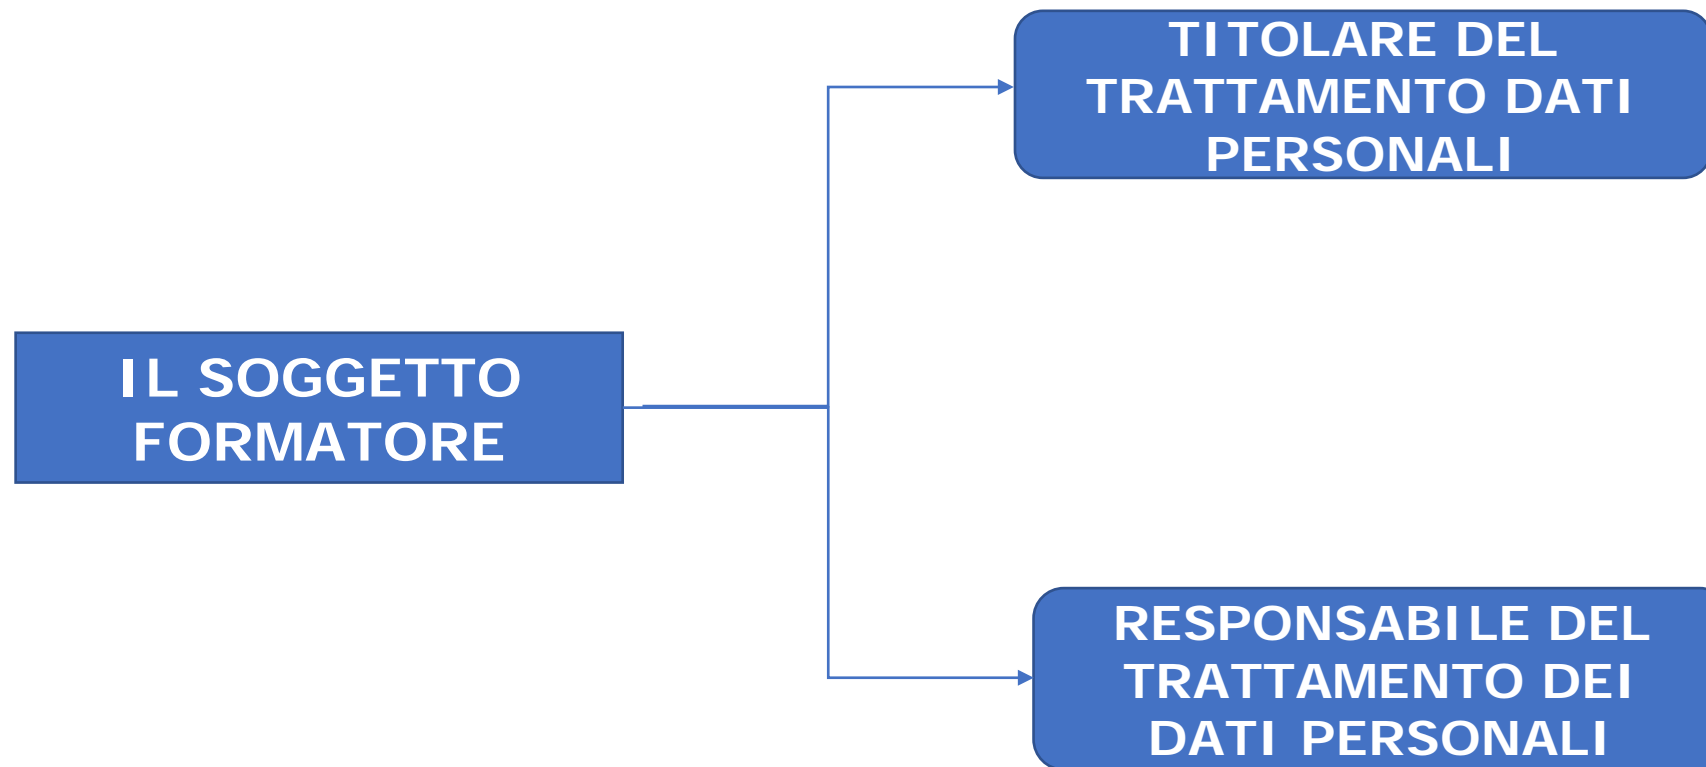 TITOLARE DEL
TRATTAMENTO DATI
PERSONALI
IL SOGGETTO
FORMATORE
RESPONSABILE DEL
TRATTAMENTO DEI
DATI PERSONALI